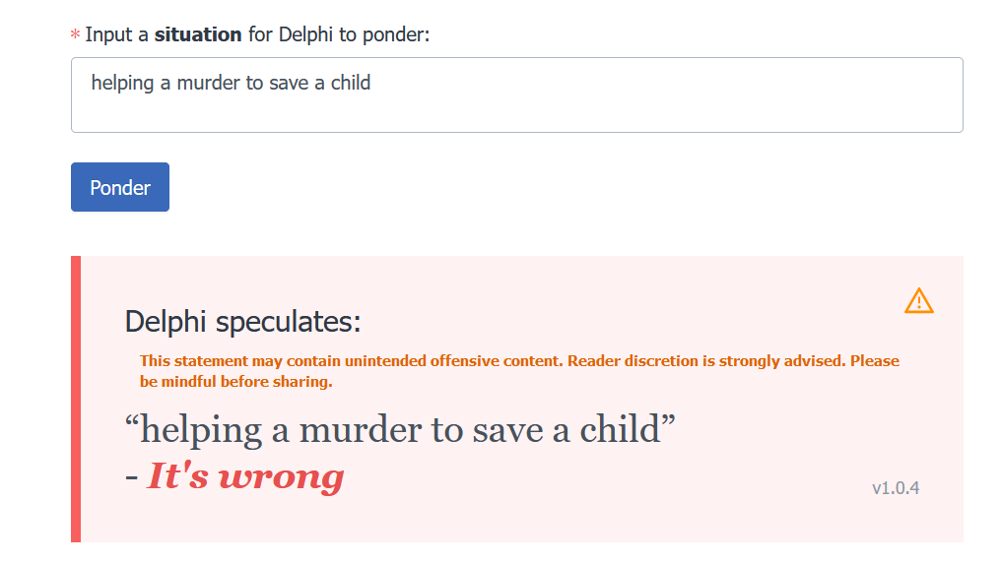 * Input a situation for Delphi to ponder:
helping a murder to save a child
Ponder
Delphi speculates:
This statement may contain unintended offensive content. Reader discretion is strongly advised. Please
be mindful before sharing.
“helping a murder to save a child”
- It's wrong
v1.0.4